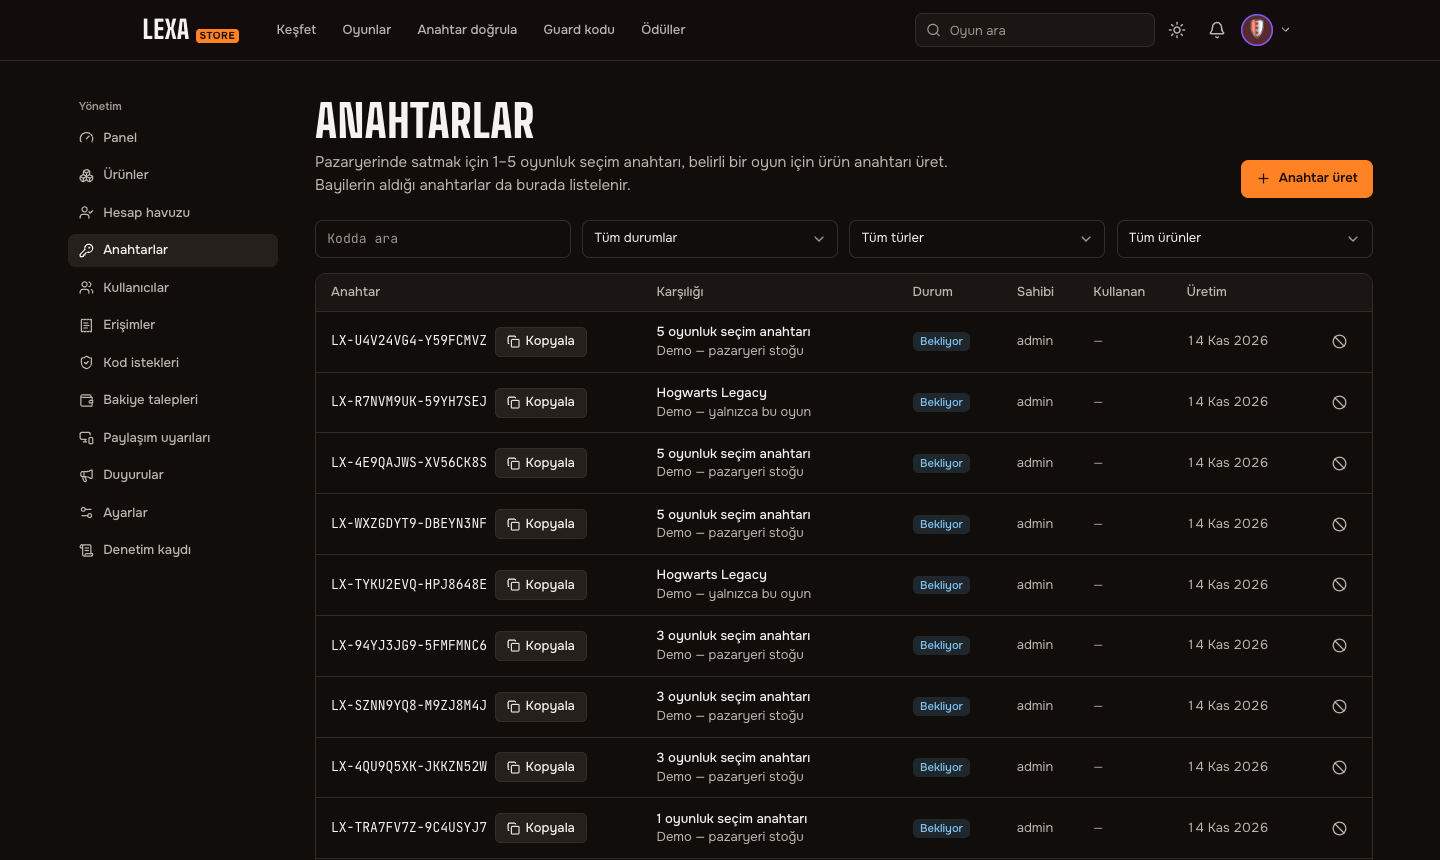 LEXA STORE
Keşfet
Oyunlar
Anahtar doğrula
Guard kodu
Ödüller
Oyun ara
Yönetim
Panel
Ürünler
Hesap havuzu
Anahtarlar
Kullanıcılar
Erişimler
Kod istekleri
Bakiye talepleri
Paylaşım uyarıları
Duyurular
Ayarlar
Denetim kaydı
ANAHTARLAR
Pazaryerinde satmak için 1–5 oyunluk seçim anahtarı, belirli bir oyun için ürün anahtarı üret.
Bayilerin aldığı anahtarlar da burada listelenir.
Anahtar üret
Kodda ara
Tüm durumlar
Tüm türler
Tüm ürünler
Anahtar Karşılığı Durum Sahibi Kullanan Üretim
LX-U4V24VG4-Y59FCMVZ Kopyala 5 oyunluk seçim anahtarı Bekliyor admin — 14 Kas 2026
Demo — pazaryeri stoğu
LX-R7NVM9UK-59YH7SEJ Kopyala Hogwarts Legacy Bekliyor admin — 14 Kas 2026
Demo — yalnızca bu oyun
LX-4E9QAJWS-XV56CK8S Kopyala 5 oyunluk seçim anahtarı Bekliyor admin — 14 Kas 2026
Demo — pazaryeri stoğu
LX-WXZGDYT9-DBEYN3NF Kopyala 5 oyunluk seçim anahtarı Bekliyor admin — 14 Kas 2026
Demo — pazaryeri stoğu
LX-TYKU2EVQ-HPJ8648E Kopyala Hogwarts Legacy Bekliyor admin — 14 Kas 2026
Demo — yalnızca bu oyun
LX-94YJ3JG9-5FMFMNC6 Kopyala 3 oyunluk seçim anahtarı Bekliyor admin — 14 Kas 2026
Demo — pazaryeri stoğu
LX-SZNN9YQ8-M9ZJ8M4J Kopyala 3 oyunluk seçim anahtarı Bekliyor admin — 14 Kas 2026
Demo — pazaryeri stoğu
LX-4QU9Q5XK-JKKZN52W Kopyala 3 oyunluk seçim anahtarı Bekliyor admin — 14 Kas 2026
Demo — pazaryeri stoğu
LX-TRA7FV7Z-9C4USYJ7 Kopyala 1 oyunluk seçim anahtarı Bekliyor admin — 14 Kas 2026
Demo — pazaryeri stoğu